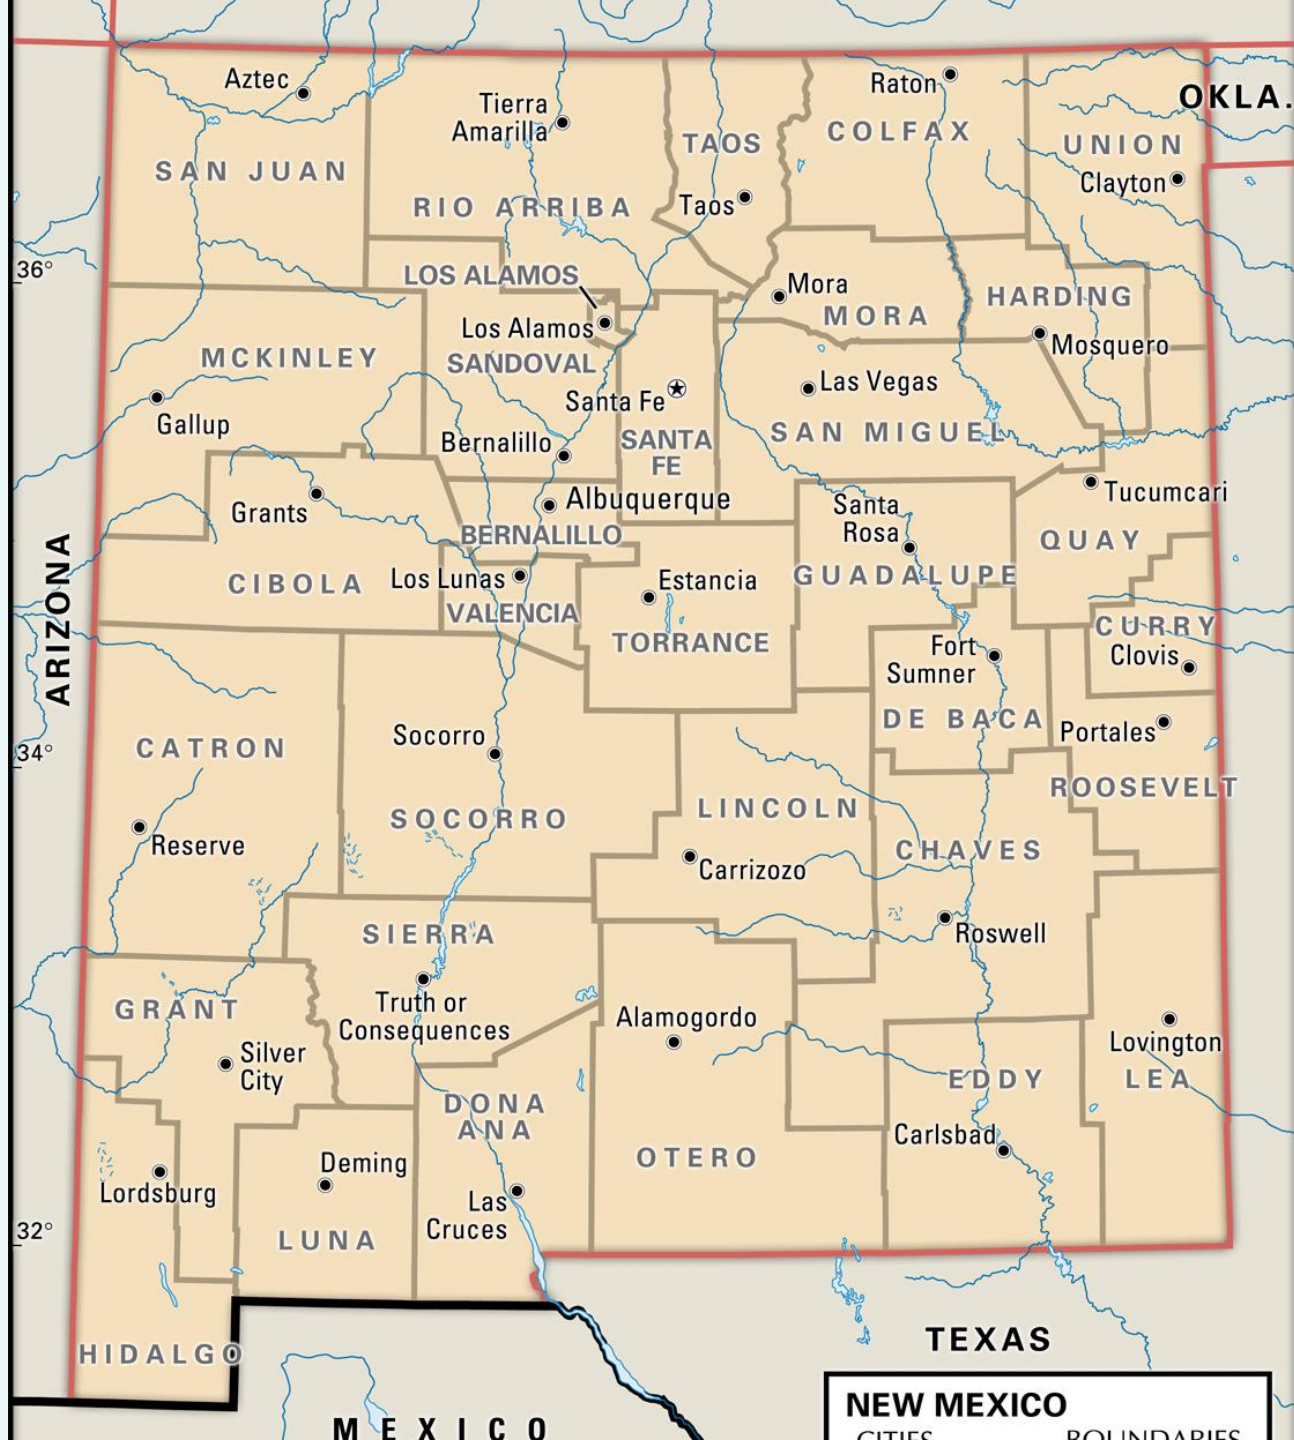 Aztec
Raton
OKLA.
Tierra
Amarilla
COLFAX
TAOS
UNION
SAN JUAN
Clayton
Taos
RIO ARRIBA
36°
LOS ALAMOS
Mora
HARDING
MORA
Los Alamos
Mosquero
MCKINLEY
SANDOVAL
Las Vegas
Santa Fe
Gallup
SAN MIGUEL
Bernalillo
SANTA
FE
Tucumcari
Albuquerque
Grants
Santa
Rosa
BERNALILLO
QUAY
ARIZONA
CIBOLA
Los Lunas
Estancia
GUADALUPE
VALENCIA
CURRY
TORRANCE
Fort
Sumner
Clovis
DE BACA
Portales
Socorro
34°
CATRON
ROOSEVELT
LINCOLN
SOCORRO
Reserve
CHAVES
Carrizozo
SIERRA
Roswell
Truth or
Consequences
GRANT
Alamogordo
Lovington
Silver
City
EDDY
LEA
DONA
ANA
Carlsbad
OTERO
Deming
Lordsburg
Las
Cruces
32°
LUNA
HIDALGO
TEXAS
MEXICO
NEW MEXICO
CITIES
BOUNDARIES